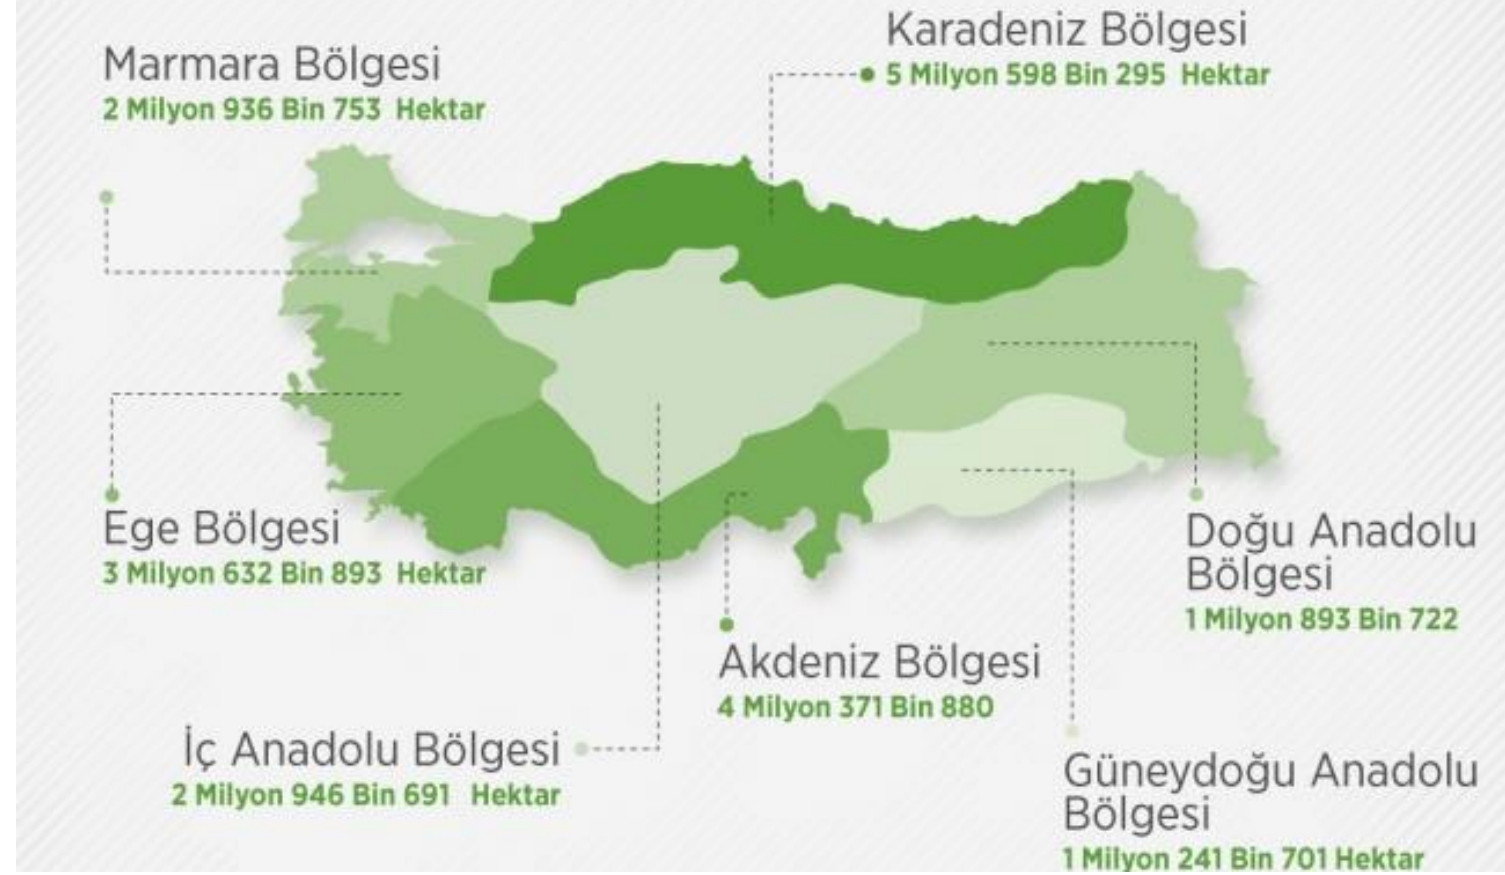 Marmara Bölgesi
2 Milyon 936 Bin 753 Hektar
Karadeniz Bölgesi
5 Milyon 598 Bin 295 Hektar
Ege Bölgesi
3 Milyon 632 Bin 893 Hektar
Doğu Anadolu
Bölgesi
1 Milyon 893 Bin 722
Akdeniz Bölgesi
4 Milyon 371 Bin 880
İç Anadolu Bölgesi
2 Milyon 946 Bin 691 Hektar
Güneydoğu Anadolu
Bölgesi
1 Milyon 241 Bin 701 Hektar